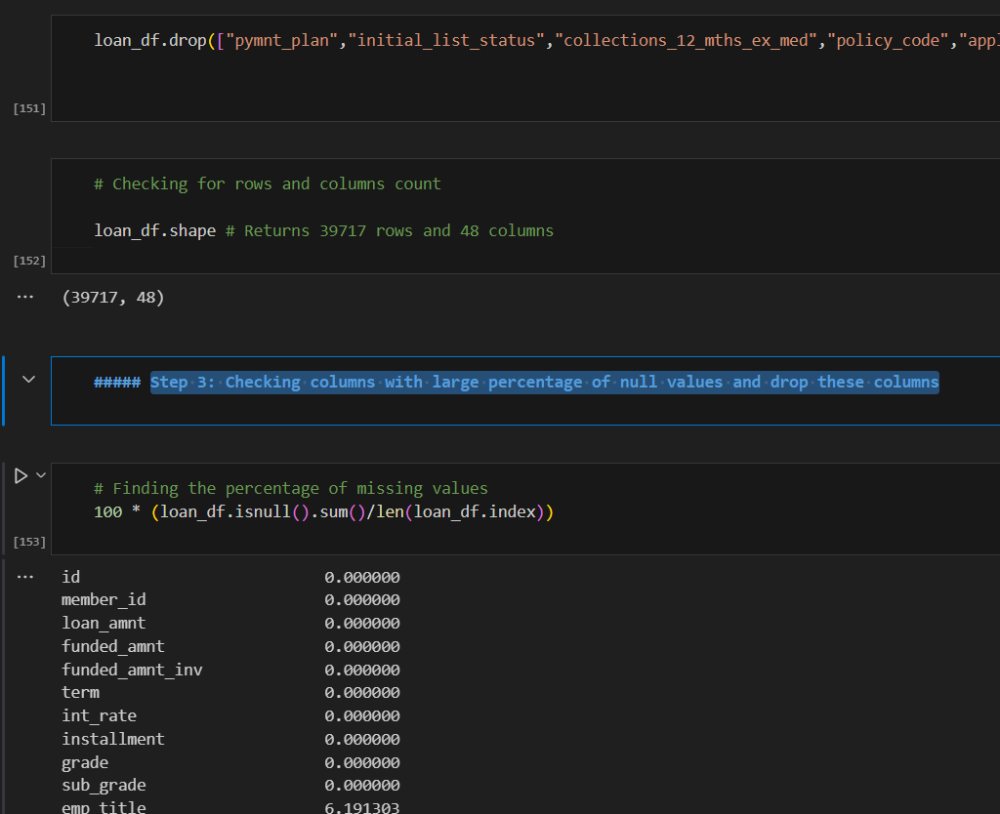 loan_df.drop(["pymnt_plan","initial_list_status","collections_12_mths_ex_med","policy_code","appl
[151]
# Checking for rows and columns count
loan_df.shape # Returns 39717 rows and 48 columns
[152]
... (39717, 48)
##### Step 3: Checking columns with large percentage of null values and drop these columns
# Finding the percentage of missing values
100 * (loan_df.isnull().sum()/len(loan_df.index))
[153]
... id 0.000000
member_id 0.000000
loan_amnt 0.000000
funded_amnt 0.000000
funded_amnt_inv 0.000000
term 0.000000
int_rate 0.000000
installment 0.000000
grade 0.000000
sub_grade 0.000000
emp_title 6.191303